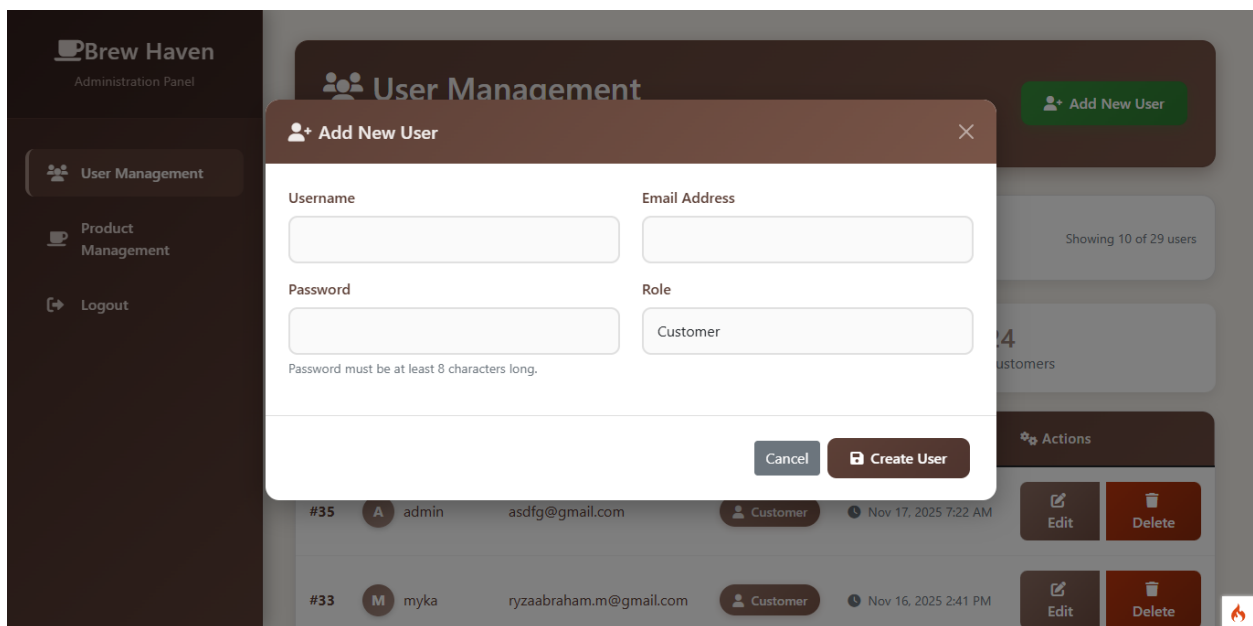 Brew Haven
Administration Panel
User Management
Product
Management
Logout
User Management
Add New User
Showing 10 of 29 users
Add New User
Username
Email Address
Password
Role
Customer
Password must be at least 8 characters long.
Cancel
Create User
Actions
#35 A admin asdfg@gmail.com Customer Nov 17, 2025 7:22 AM Edit Delete
#33 M myka ryzaabraham.m@gmail.com Customer Nov 16, 2025 2:41 PM Edit Delete